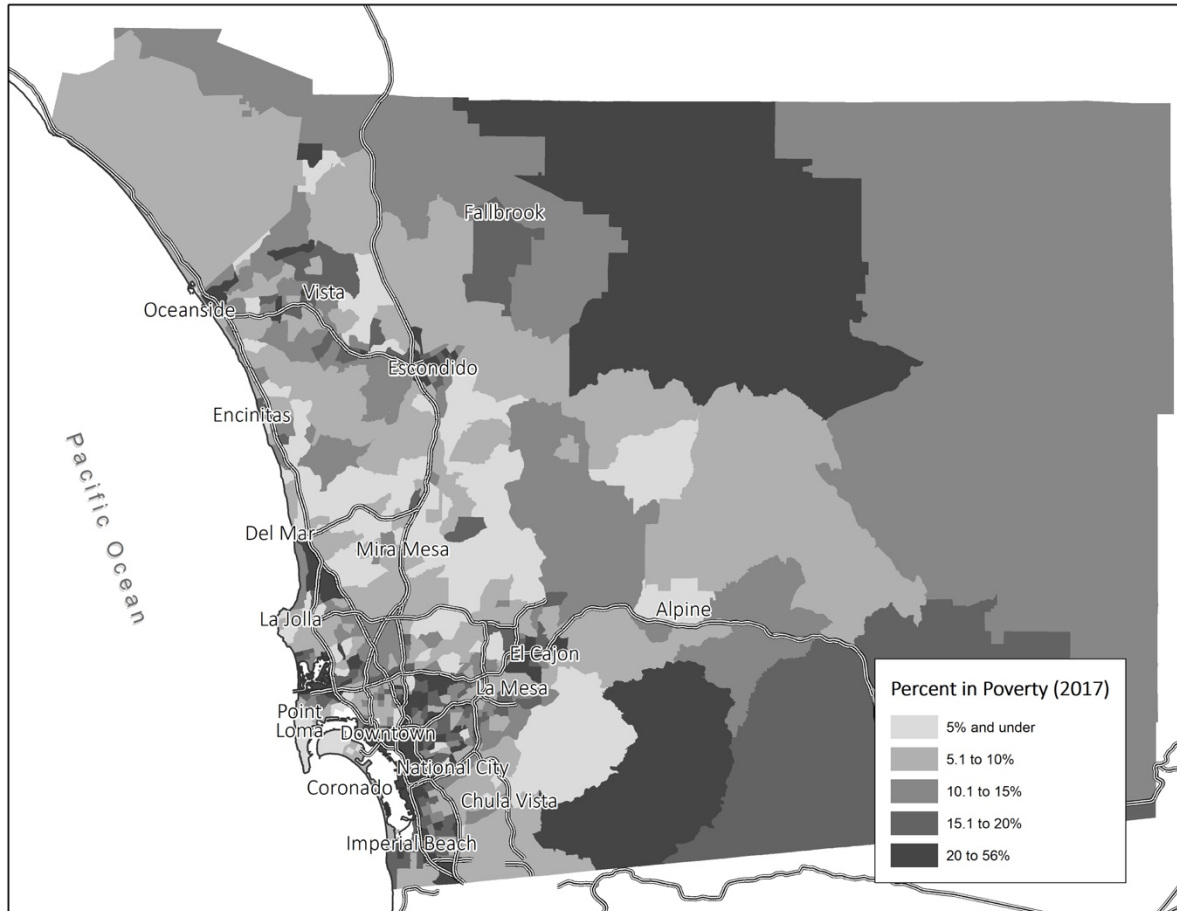 Fallbrook
Vista
Oceanside
Escondido
Encinitas
Pacific Ocean
Del Mar
Mira Mesa
La Jolla
Alpine
El Cajon
La Mesa
Point
Loma
Downtown
National City
Coronado
Chula Vista
Imperial Beach
Percent in Poverty (2017)
5% and under
5.1 to 10%
10.1 to 15%
15.1 to 20%
20 to 56%